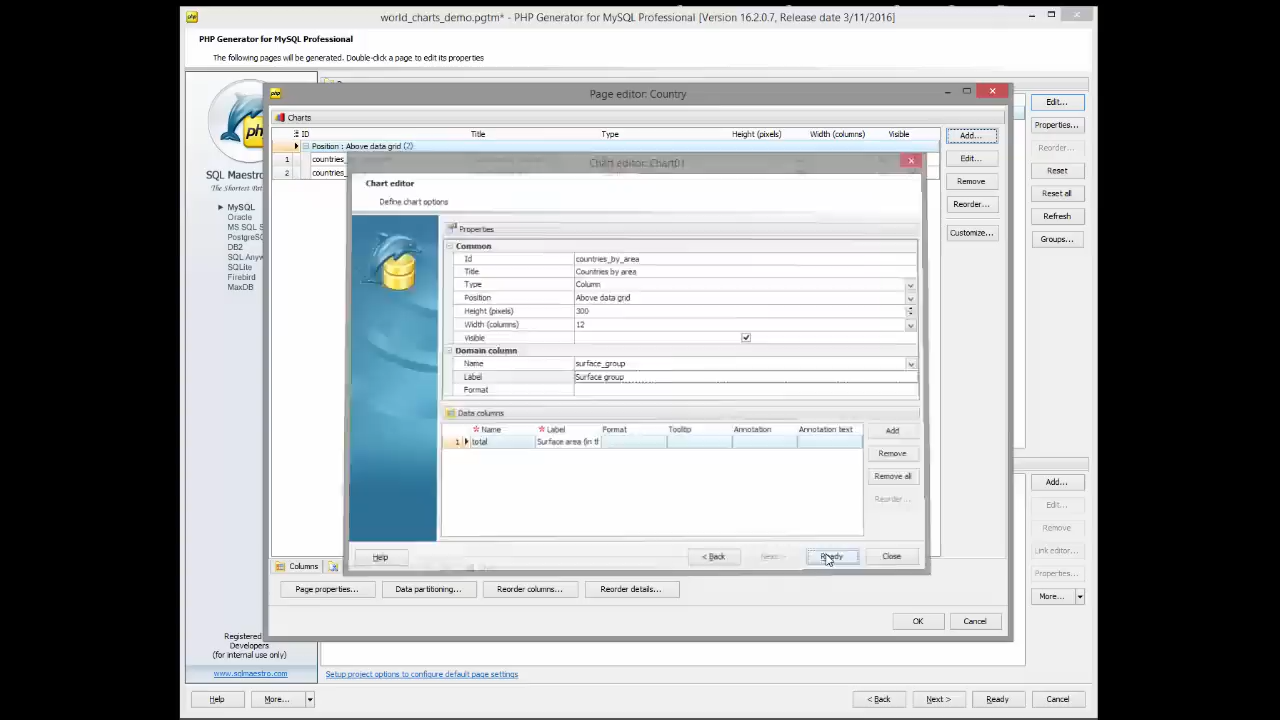 world_charts_demo.pgtm* - PHP Generator for MySQL Professional [Version 16.2.0.7, Release date 3/11/2016]
PHP Generator for MySQL Professional
The following pages will be generated. Double-click a page to edit its properties
php
SQL Maestro
The Shortest
MySQL
Oracle
MS SQL S
PostgreSQ
DB2
SQL Anyw
SQLite
Firebird
MaxDB
Page editor: Country
Charts
ID Title Type Height (pixels) Width (columns) Visible
Position : Above data grid (2)
1 countries_
2 countries_
Add...
Edit...
Remove
Reorder...
Customize...
Edit...
Properties...
Reorder...
Reset
Reset all
Refresh
Groups...
Chart editor: Chart01
Chart editor
Define chart options
Properties
Common
Id countries_by_area
Title Countries by area
Type Column
Position Above data grid
Height (pixels) 300
Width (columns) 12
Visible
Domain column
Name surface_group
Label Surface group
Format
Data columns
* Name * Label Format Tooltip Annotation Annotation text
1 total Surface area (in th
Add
Remove
Remove all
Reorder...
Help < Back Next > Ready Close
Add...
Edit...
Remove
Link editor...
Properties...
More...
Columns
Page properties... Data partitioning... Reorder columns... Reorder details...
OK Cancel
Registered
Developers
(for internal use only)
www.sqlmaestro.com
Setup project options to configure default page settings
Help More... < Back Next > Ready Cancel